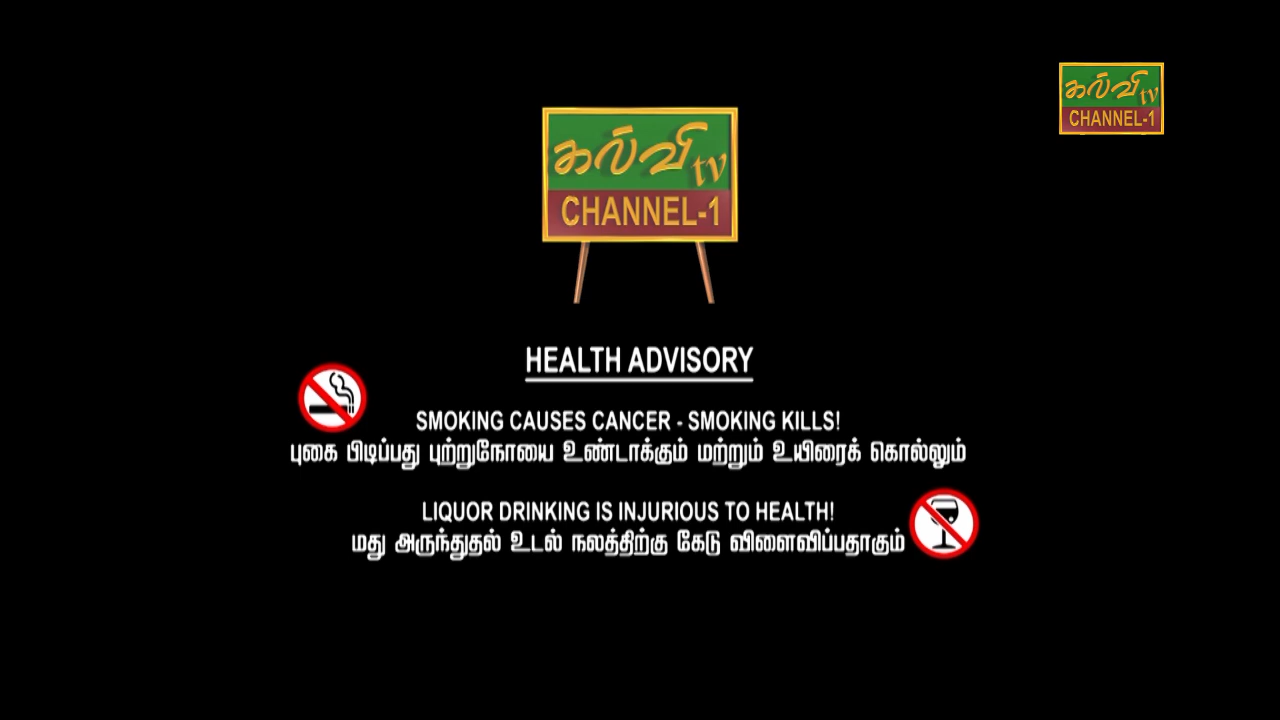 கல்வி tv
CHANNEL-1
கல்வி tv
CHANNEL-1
HEALTH ADVISORY
SMOKING CAUSES CANCER - SMOKING KILLS!
புகை பிடிப்பது புற்றுநோயை உண்டாக்கும் மற்றும் உயிரைக் கொல்லும்
LIQUOR DRINKING IS INJURIOUS TO HEALTH!
மது அருந்துதல் உடல் நலத்திற்கு கேடு விளைவிப்பதாகும்